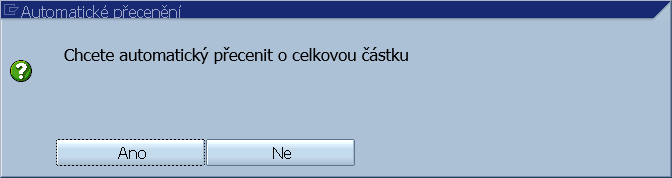 Automatické přecenění
Chcete automatický přecenit o celkovou částku
Ano
Ne